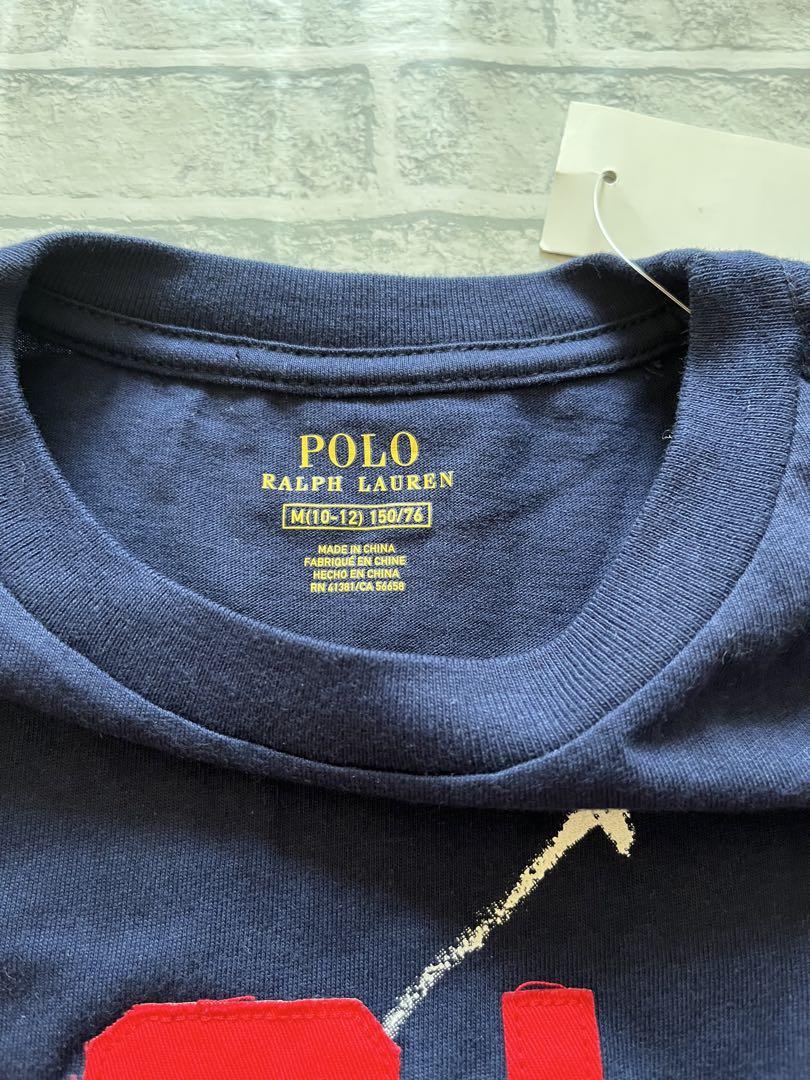 POLO
RALPH LAUREN
M(10-12) 150/76
MADE IN CHINA
FABRIQUÉ EN CHINE
HECHO EN CHINA
RN 41381/CA 56658